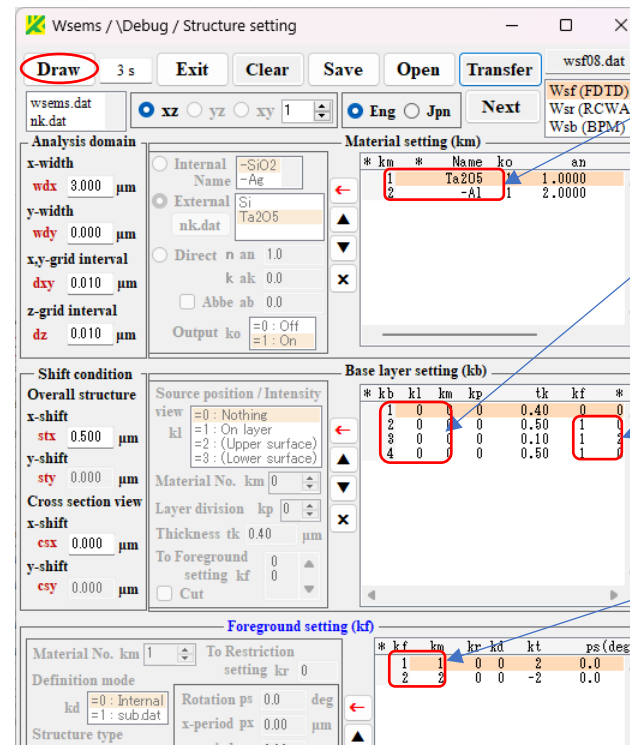 Wsems / \Debug / Structure setting
Draw 3 s Exit Clear Save Open Transfer wsf08.dat
wsems.dat
nk.dat
xz yz xy 1 Eng Jpn Next
Wsf (FDTD)
Wsr (RCWA
Wsb (BPM)
Analysis domain
x-width
wdx 3.000 μm
y-width
wdy 0.000 μm
x,y-grid interval
dxy 0.010 μm
z-grid interval
dz 0.010 μm
Internal Name
-SiO2
-Ag
External
nk.dat
Si
Ta2O5
Direct n an 1.0
k ak 0.0
Abbe ab 0.0
Output ko
=0 : Off
=1 : On
Material setting (km)
* km * Name ko an
1 Ta2O5 1 1.0000
2 -Al 1 2.0000
Shift condition
Overall structure
x-shift
stx 0.500 μm
y-shift
sty 0.000 μm
Cross section view
x-shift
csx 0.000 μm
y-shift
csy 0.000 μm
Source position / Intensity
view
kl
=0 : Nothing
=1 : On layer
=2 : (Upper surface)
=3 : (Lower surface)
Material No. km 0
Layer division kp 0
Thickness tk 0.40 μm
To Foreground 0
setting kf 0
Cut
Base layer setting (kb)
* kb kl km kp tk kf *
1 0 0 0 0.40 0 0
2 0 0 0 0.50 1 0
3 0 0 0 0.10 1 2
4 0 0 0 0.50 1 0
Foreground setting (kf)
Material No. km 1
To Restriction
setting kr 0
Definition mode
kd
=0 : Internal
=1 : sub.dat
Structure type
Rotation ps 0.0 deg
x-period px 0.00 μm
* kf km kr kd kt ps(deg
1 1 0 0 2 0.0
2 2 0 0 -2 0.0